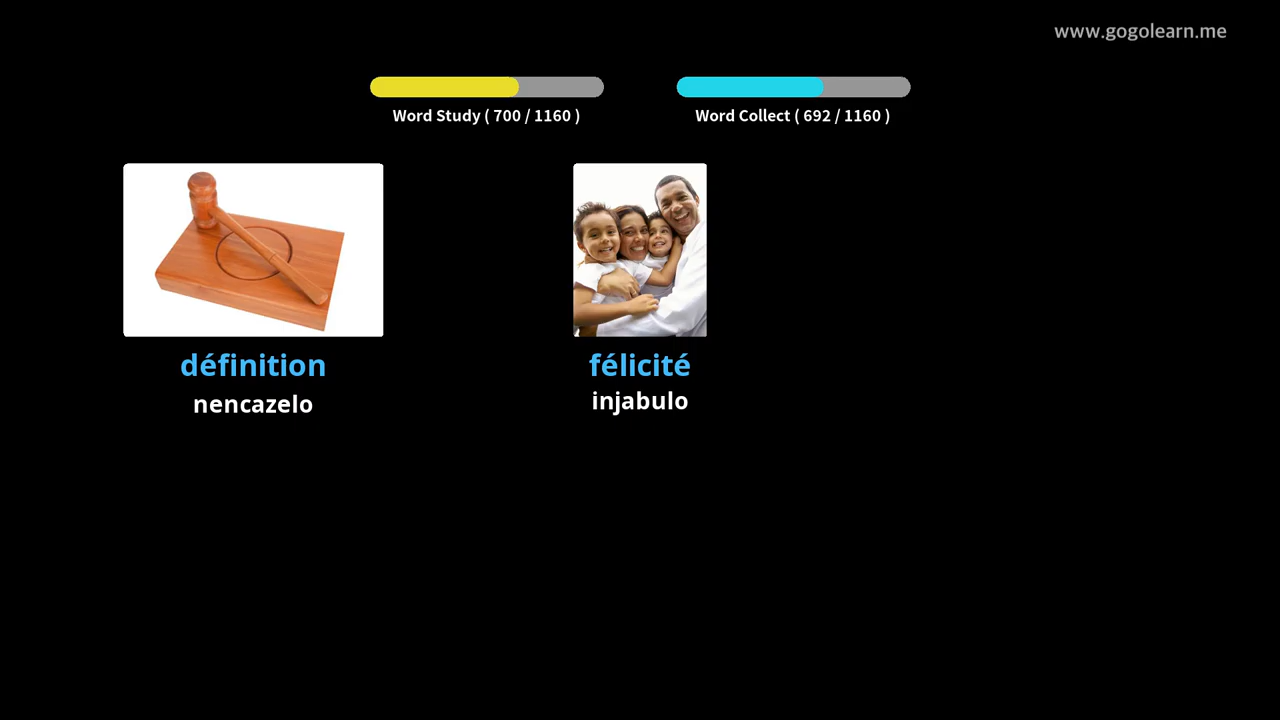 www.gogolearn.me
Word Study ( 700 / 1160 )
Word Collect ( 692 / 1160 )
définition
nencazelo
félicité
injabulo